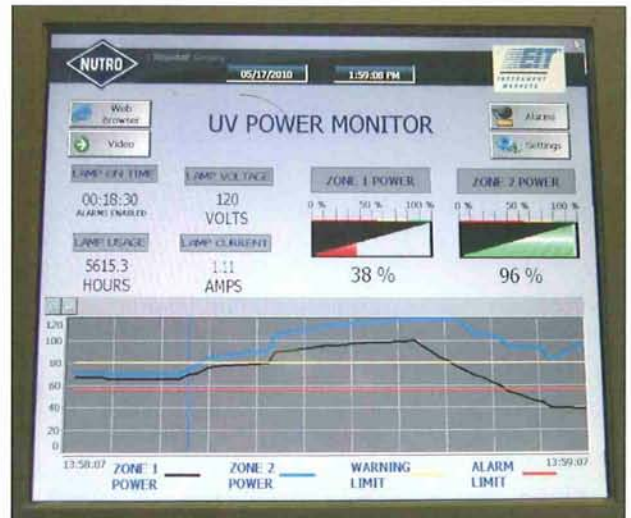 NUTRO
05/17/2010
1:59:08 PM
EIT
INSTRUMENT
MARKETS
Web
Browser
Video
UV POWER MONITOR
Alarms
Settings
LAMP ON TIME
00:18:30
ALARMS ENABLED
LAMP VOLTAGE
120
VOLTS
LAMP USAGE
5615.3
HOURS
LAMP CURRENT
1.11
AMPS
ZONE 1 POWER
0 % 50 % 100 %
38 %
ZONE 2 POWER
0 % 50 % 100 %
96 %
120
100
80
60
40
20
0
13:58:07
13:59:07
ZONE 1
POWER
ZONE 2
POWER
WARNING
LIMIT
ALARM
LIMIT